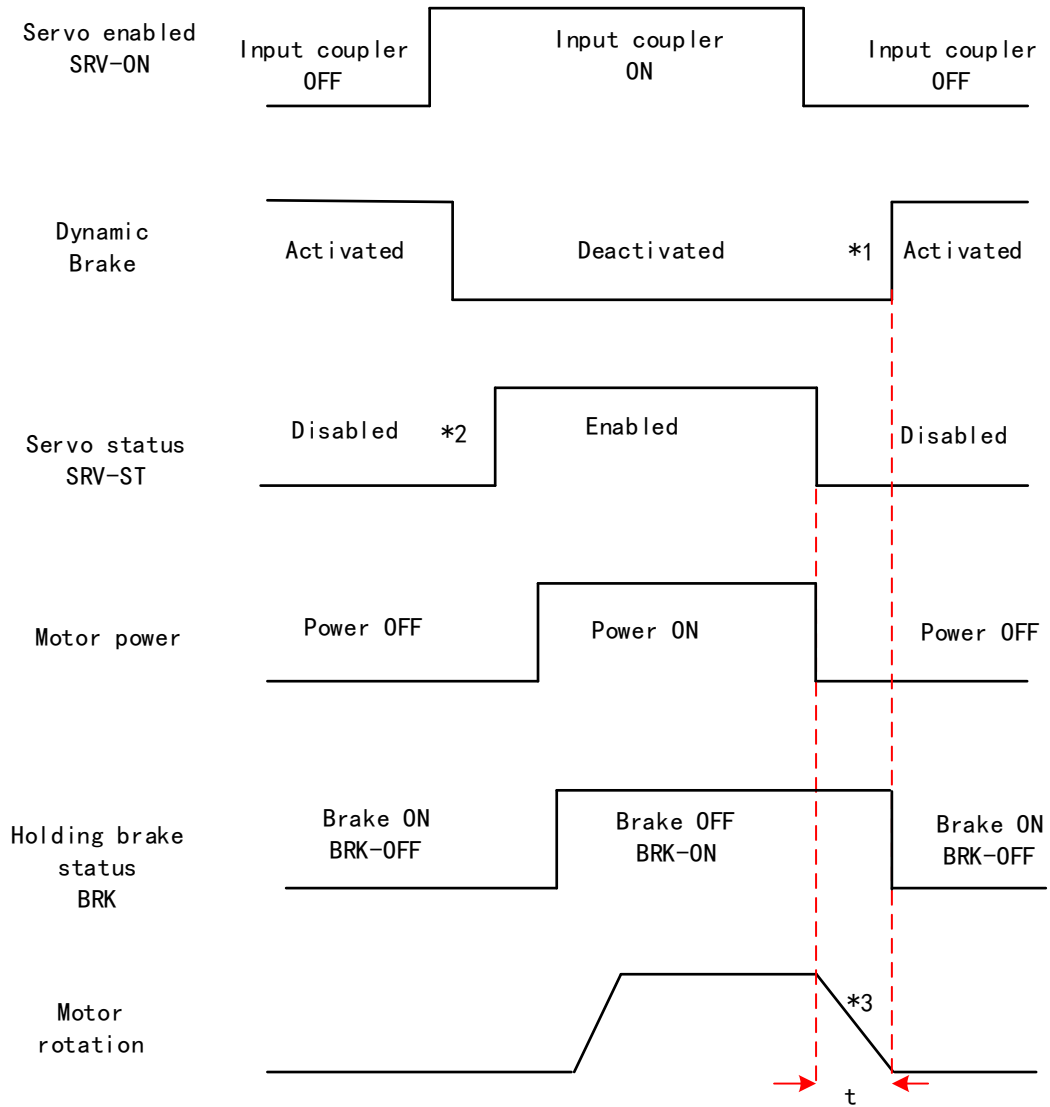 Servo enabled
SRV-ON
Input coupler
OFF
Input coupler
ON
Input coupler
OFF
Dynamic
Brake
Activated
Deactivated
*1
Activated
Servo status
SRV-ST
Disabled
*2
Enabled
Disabled
Motor power
Power OFF
Power ON
Power OFF
Holding brake
status
BRK
Brake ON
BRK-OFF
Brake OFF
BRK-ON
Brake ON
BRK-OFF
Motor
rotation
*3
t